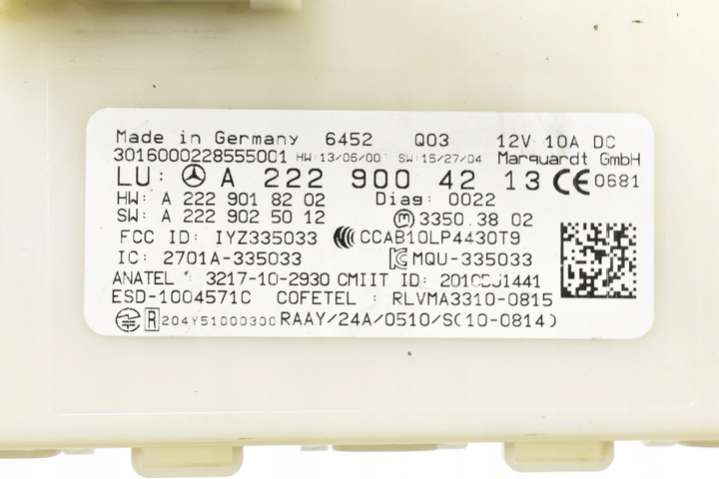 Made in Germany 6452 Q03 12V 10A DC
3016000228555001 HW:13/06/00 SW:15/27/04 Marquardt GmbH
LU: A 222 900 42 13 CE 0681
HW: A 222 901 82 02 Diag: 0022
SW: A 222 902 50 12 M 3350.38 02
FCC ID: IYZ335033 CCAB10LP4430T9
IC: 2701A-335033 MQU-335033
ANATEL: 3217-10-2930 CMIIT ID:
ESD-1004571C COFETEL: RLVMA3310-0815
R 204Y51000300 RAAY/24A/0510/S(10-0814)